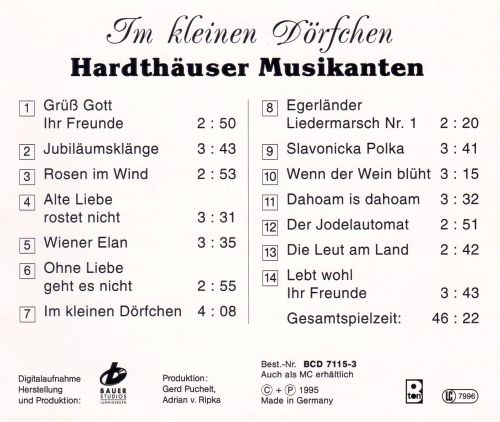 Im kleinen Dörfchen
Hardthäuser Musikanten
1 Grüß Gott
Ihr Freunde 2 : 50
2 Jubiläumsklänge 3 : 43
3 Rosen im Wind 2 : 53
4 Alte Liebe
rostet nicht 3 : 31
5 Wiener Elan 3 : 35
6 Ohne Liebe
geht es nicht 2 : 55
7 Im kleinen Dörfchen 4 : 08
8 Egerländer
Liedermarsch Nr. 1 2 : 20
9 Slavonicka Polka 3 : 41
10 Wenn der Wein blüht 3 : 15
11 Dahoam is dahoam 3 : 32
12 Der Jodelautomat 2 : 51
13 Die Leut am Land 2 : 42
14 Lebt wohl
Ihr Freunde 3 : 43
Gesamtspielzeit: 46 : 22
Digitalaufnahme
Herstellung
und Produktion:
BAUER
STUDIOS
LUDWIGSBURG
Produktion:
Gerd Puchelt,
Adrian v. Ripka
Best.-Nr. BCD 7115-3
Auch als MC erhältlich
© + ℗ 1995
Made in Germany
B
ton
LC 7996